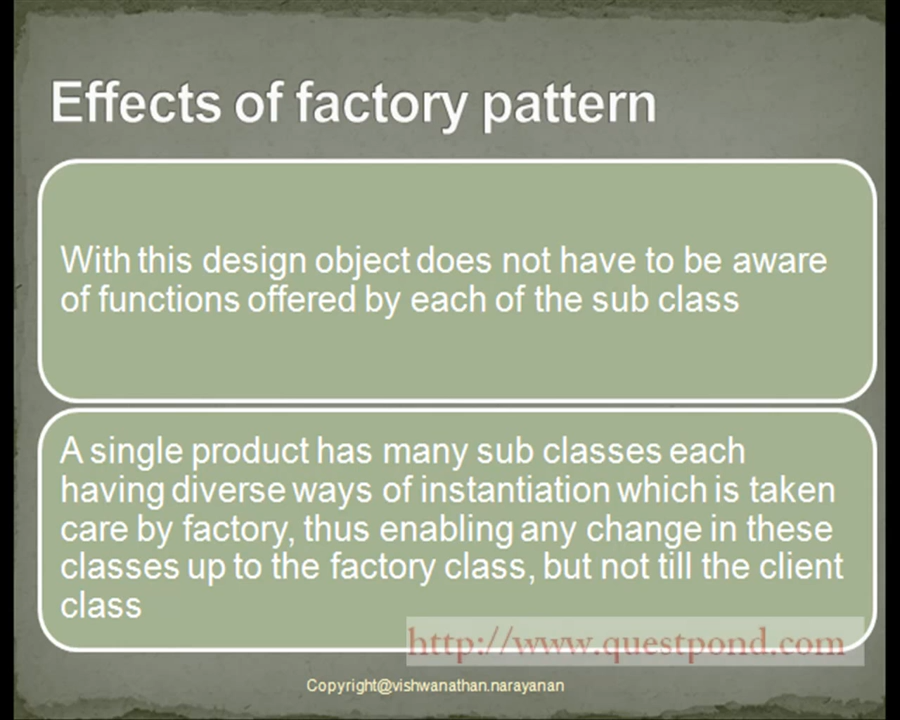 Effects of factory pattern
With this design object does not have to be aware
of functions offered by each of the sub class
A single product has many sub classes each
having diverse ways of instantiation which is taken
care by factory, thus enabling any change in these
classes up to the factory class, but not till the client
class
http://www.questpond.com
Copyright@vishwanathan.narayanan